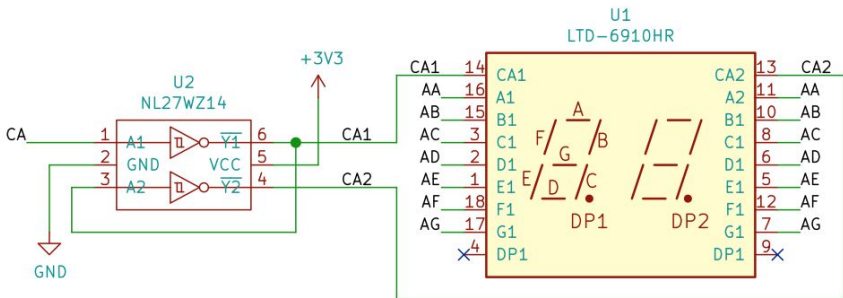 U1
LTD-6910HR
+3V3
U2
NL27WZ14
CA
1
A1
2
GND
3
A2
Y1
6
VCC
5
Y2
4
CA1
CA2
GND
CA1
14
CA1
AA
16
A1
AB
15
B1
AC
3
C1
AD
2
D1
AE
1
E1
AF
18
F1
AG
17
G1
4
DP1
A
F
B
G
E
C
D
DP1
DP2
CA2
13
CA2
A2
11
AA
B1
10
AB
C1
8
AC
D1
6
AD
E1
5
AE
F1
12
AF
G1
7
AG
DP1
9